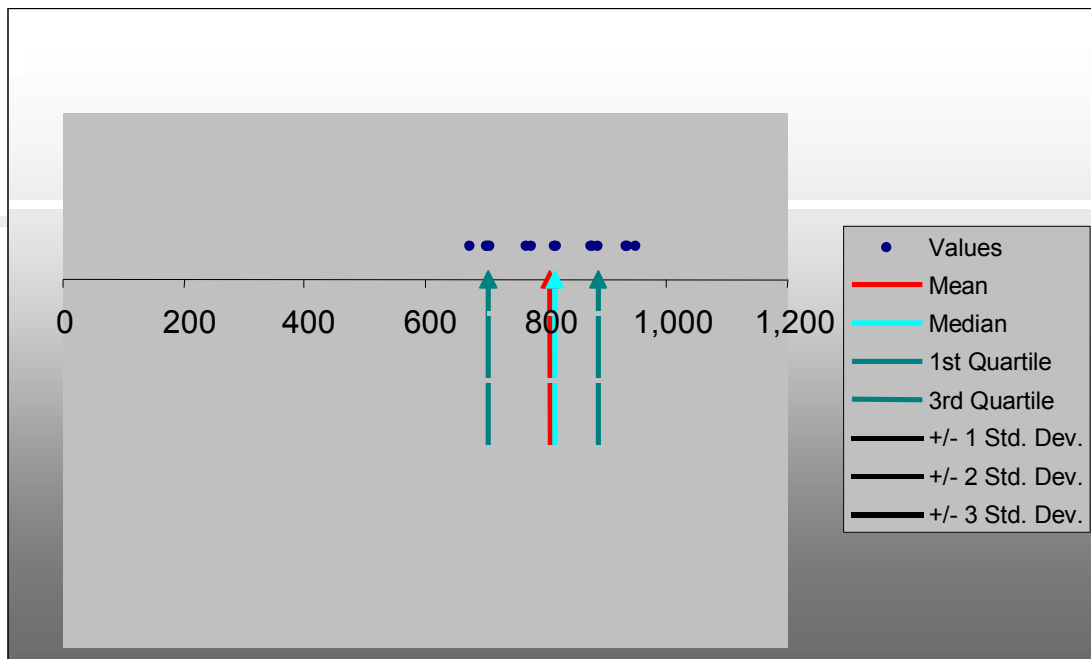 0 200 400 600 800 1,000 1,200
Values
Mean
Median
1st Quartile
3rd Quartile
+/- 1 Std. Dev.
+/- 2 Std. Dev.
+/- 3 Std. Dev.